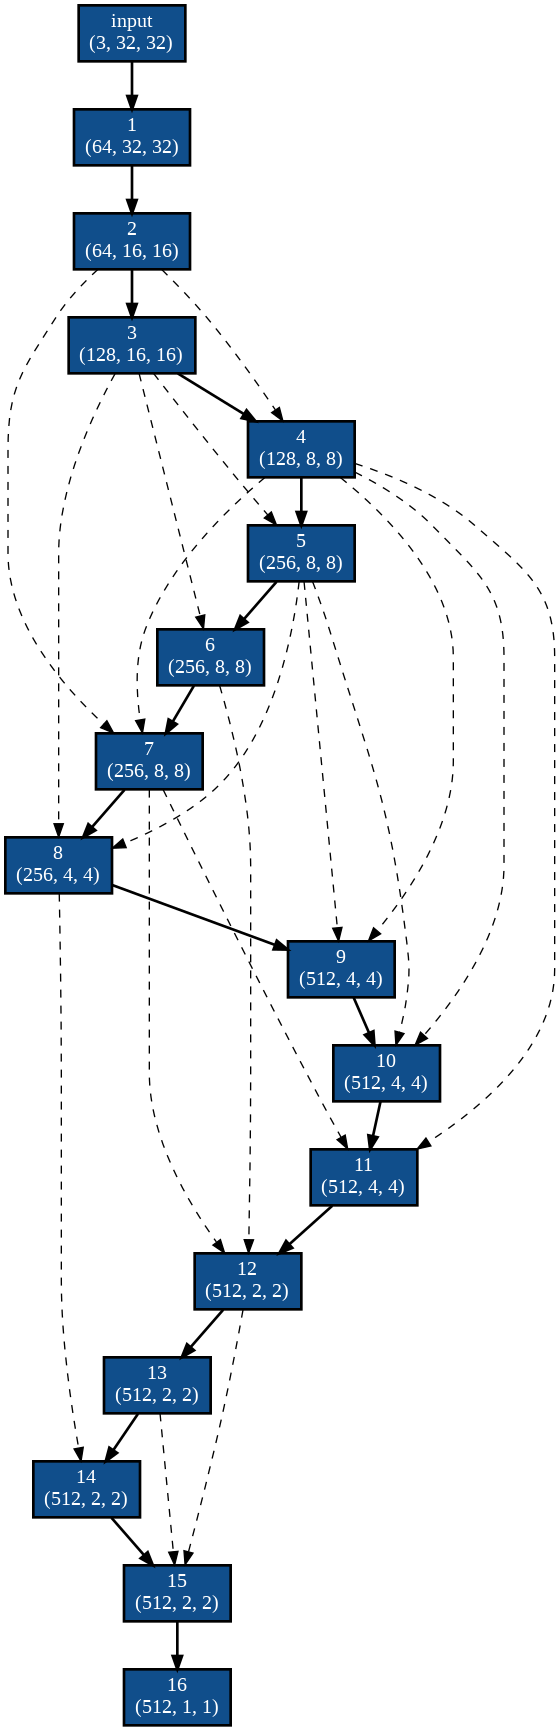 input
(3, 32, 32)
1
(64, 32, 32)
2
(64, 16, 16)
3
(128, 16, 16)
4
(128, 8, 8)
5
(256, 8, 8)
6
(256, 8, 8)
7
(256, 8, 8)
8
(256, 4, 4)
9
(512, 4, 4)
10
(512, 4, 4)
11
(512, 4, 4)
12
(512, 2, 2)
13
(512, 2, 2)
14
(512, 2, 2)
15
(512, 2, 2)
16
(512, 1, 1)